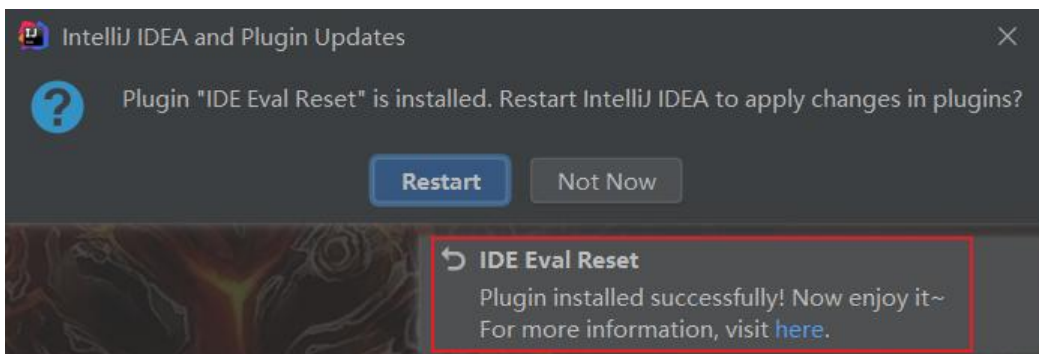 IntelliJ IDEA and Plugin Updates
Plugin "IDE Eval Reset" is installed. Restart IntelliJ IDEA to apply changes in plugins?
Restart
Not Now
IDE Eval Reset
Plugin installed successfully! Now enjoy it~
For more information, visit here.